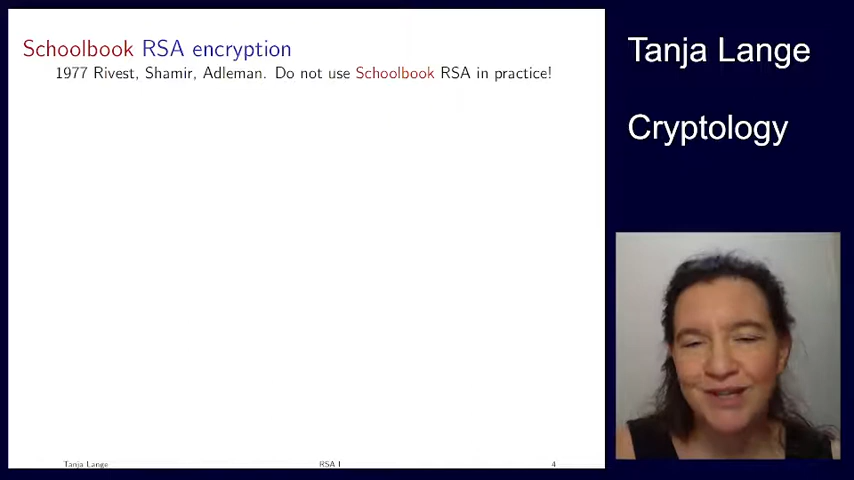 Schoolbook RSA encryption
1977 Rivest, Shamir, Adleman. Do not use Schoolbook RSA in practice!
Tanja Lange
RSA I
4
Tanja Lange
Cryptology